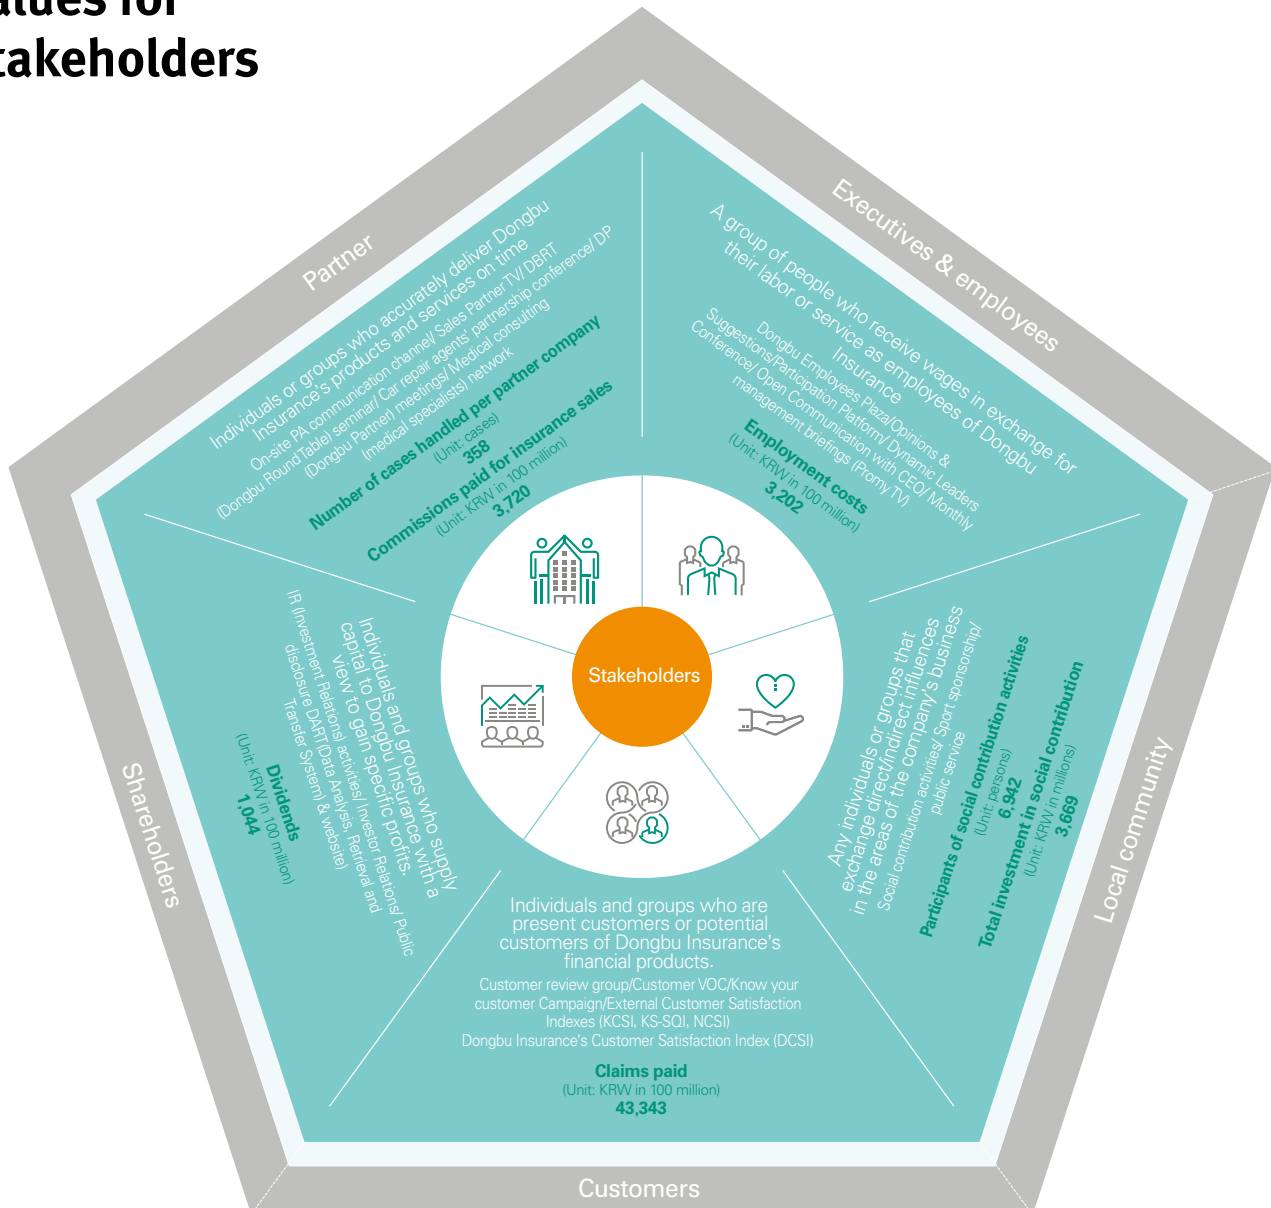 alues for
takeholders
Partner
Individuals or groups who accurately deliver Dongbu
Insurance's products and services on time
On-site PA communication channel/ Sales Partner TV/ DBRT
(Dongbu Round Table) seminar/ Car repair agents' partnership conference/ DP
(Dongbu Partner) meetings/ Medical consulting
(medical specialists) network
Number of cases handled per partner company
(Unit: cases)
358
Commissions paid for insurance sales
(Unit: KRW in 100 million)
3,720
Executives & employees
A group of people who receive wages in exchange for
their labor or service as employees of Dongbu
Insurance
Dongbu Employees Plaza/Opinions &
Suggestions/Participation Platform/ Dynamic Leaders
Conference/ Open Communication with CEO/ Monthly
management briefings (Promy TV)
Employment costs
(Unit: KRW in 100 million)
3,202
Stakeholders
Shareholders
Individuals and groups who supply
capital to Dongbu Insurance with a
view to gain specific profits.
IR (Investment Relations) activities/ Investor Relations/ Public
disclosure DART (Data Analysis, Retrieval and
Transfer System) & website)
Dividends
(Unit: KRW in 100 million)
1.044
Local community
Any individuals or groups that
exchange direct/indirect influences
in the areas of the company's business
Social contribution activities/ Sport sponsorship/
public service
Participants of social contribution activities
(Unit: persons)
6,942
Total investment in social contribution
(Unit: KRW in millions)
3,669
Individuals and groups who are
present customers or potential
customers of Dongbu Insurance's
financial products.
Customer review group/Customer VOC/Know your
customer Campaign/External Customer Satisfaction
Indexes (KCSI, KS-SQI, NCSI)
Dongbu Insurance's Customer Satisfaction Index (DCSI)
Claims paid
(Unit: KRW in 100 million)
43,343
Customers